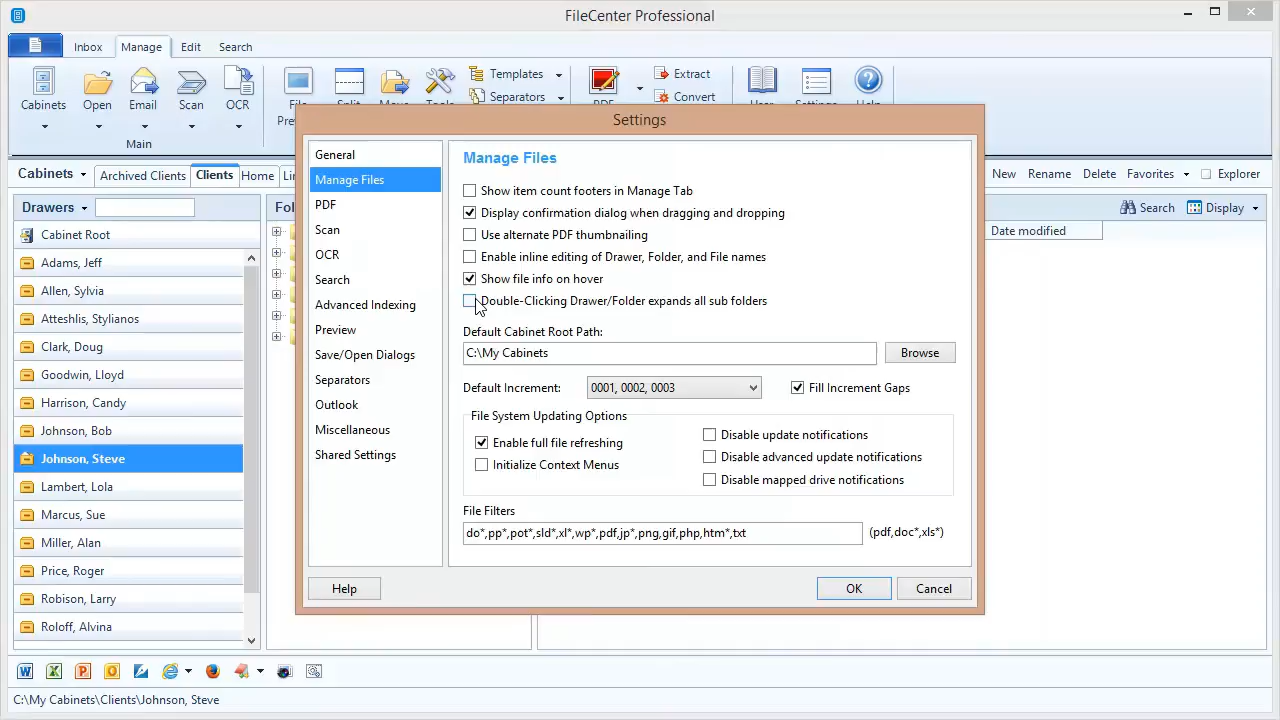 FileCenter Professional
Inbox Manage Edit Search
Cabinets Open Email Scan OCR
Templates
Separators
Extract
Convert
Main
Settings
General
Manage Files
PDF
Scan
OCR
Search
Advanced Indexing
Preview
Save/Open Dialogs
Separators
Outlook
Miscellaneous
Shared Settings
Manage Files
Show item count footers in Manage Tab
Display confirmation dialog when dragging and dropping
Use alternate PDF thumbnailing
Enable inline editing of Drawer, Folder, and File names
Show file info on hover
Double-Clicking Drawer/Folder expands all sub folders
Default Cabinet Root Path:
C:\My Cabinets Browse
Default Increment: 0001, 0002, 0003 Fill Increment Gaps
File System Updating Options
Enable full file refreshing
Initialize Context Menus
Disable update notifications
Disable advanced update notifications
Disable mapped drive notifications
File Filters
do*,pp*,pot*,sld*,xl*,wp*,pdf,jp*,png,gif,php,htm*,txt (pdf,doc*,xls*)
Help OK Cancel
Cabinets Archived Clients Clients Home
New Rename Delete Favorites Explorer
Drawers
Search Display
Date modified
Cabinet Root
Adams, Jeff
Allen, Sylvia
Atteshlis, Stylianos
Clark, Doug
Goodwin, Lloyd
Harrison, Candy
Johnson, Bob
Johnson, Steve
Lambert, Lola
Marcus, Sue
Miller, Alan
Price, Roger
Robison, Larry
Roloff, Alvina
C:\My Cabinets\Clients\Johnson, Steve